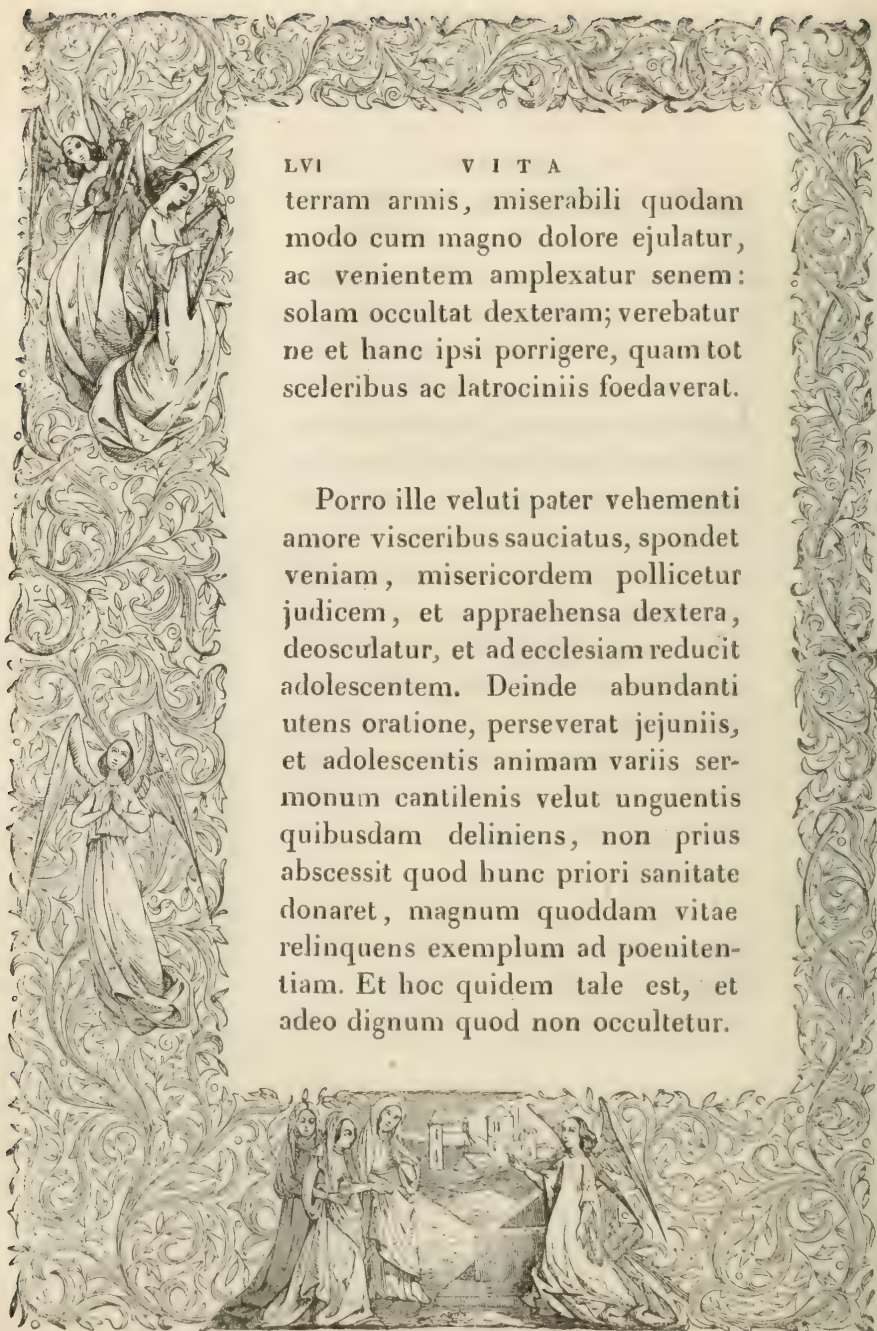 LVI VITA
terram armis, miserabili quodam
modo cum magno dolore ejulatur,
ac venientem amplexatur senem:
solam occultat dexteram; verebatur
ne et hanc ipsi porrigere, quam tot
sceleribus ac latrociniis foedaverat.
Porro ille veluti pater vehementi
amore visceribus sauciatus, spondet
veniam, misericordem pollicetur
judicem, et appraehensa dextera,
deosculatur, et ad ecclesiam reducit
adolescentem. Deinde abundanti
utens oratione, perseverat jejuniis,
et adolescentis animam variis ser-
monum cantilenis velut unguentis
quibusdam deliniens, non prius
abscessit quod hunc priori sanitate
donaret, magnum quoddam vitae
relinquens exemplum ad poeniten-
tiam. Et hoc quidem tale est, et
adeo dignum quod non occultetur.